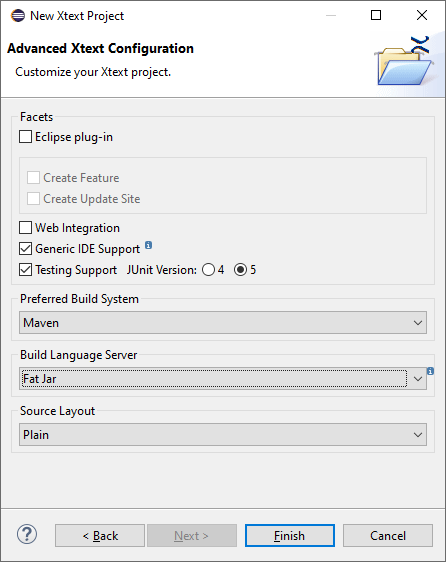 New Xtext Project
Advanced Xtext Configuration
Customize your Xtext project.
Facets
Eclipse plug-in
Create Feature
Create Update Site
Web Integration
Generic IDE Support
Testing Support JUnit Version: 4 5
Preferred Build System
Maven
Build Language Server
Fat Jar
Source Layout
Plain
? < Back Next > Finish Cancel